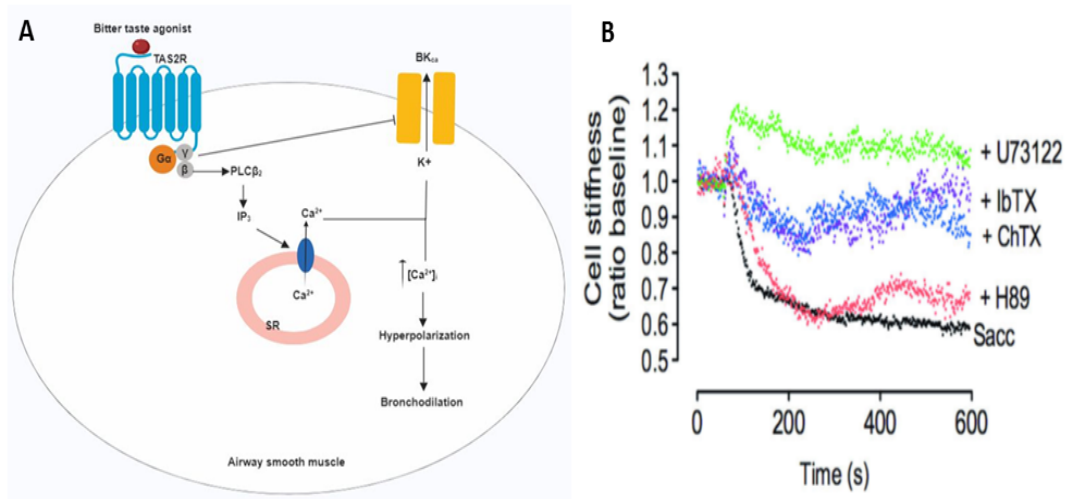 A
Bitter taste agonist
TAS2R
BKca
Gα
γ
β
PLCβ₂
K+
IP₃
Ca²⁺
Ca²⁺
[Ca²⁺]ᵢ
SR
Hyperpolarization
Bronchodilation
Airway smooth muscle
B
Cell stiffness
(ratio baseline)
1.3
1.2
1.1
1.0
0.9
0.8
0.7
0.6
0.5
+ U73122
+ IbTX
+ ChTX
+ H89
Sacc
0
200
400
600
Time (s)